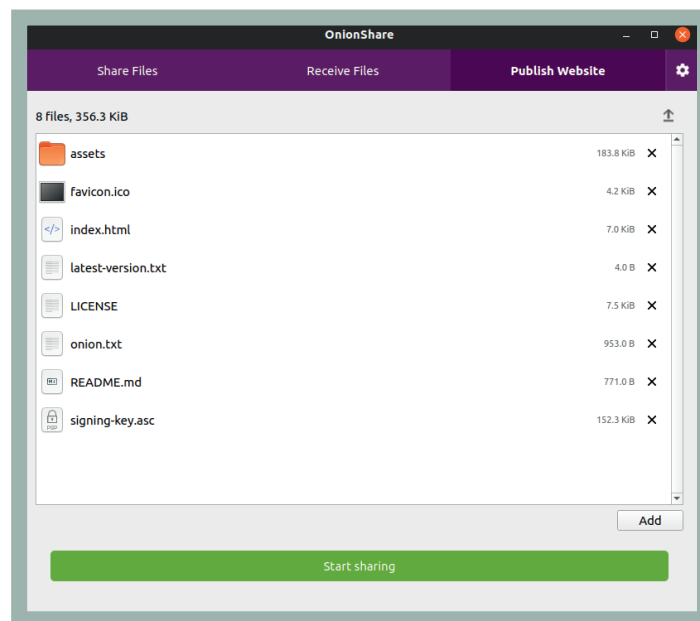 OnionShare
Share Files Receive Files Publish Website
8 files, 356.3 KiB
assets 183.8 KiB
favicon.ico 4.2 KiB
</> index.html 7.0 KiB
latest-version.txt 4.0 B
LICENSE 7.5 KiB
onion.txt 953.0 B
README.md 771.0 B
signing-key.asc 152.3 KiB
PGP
Add
Start sharing